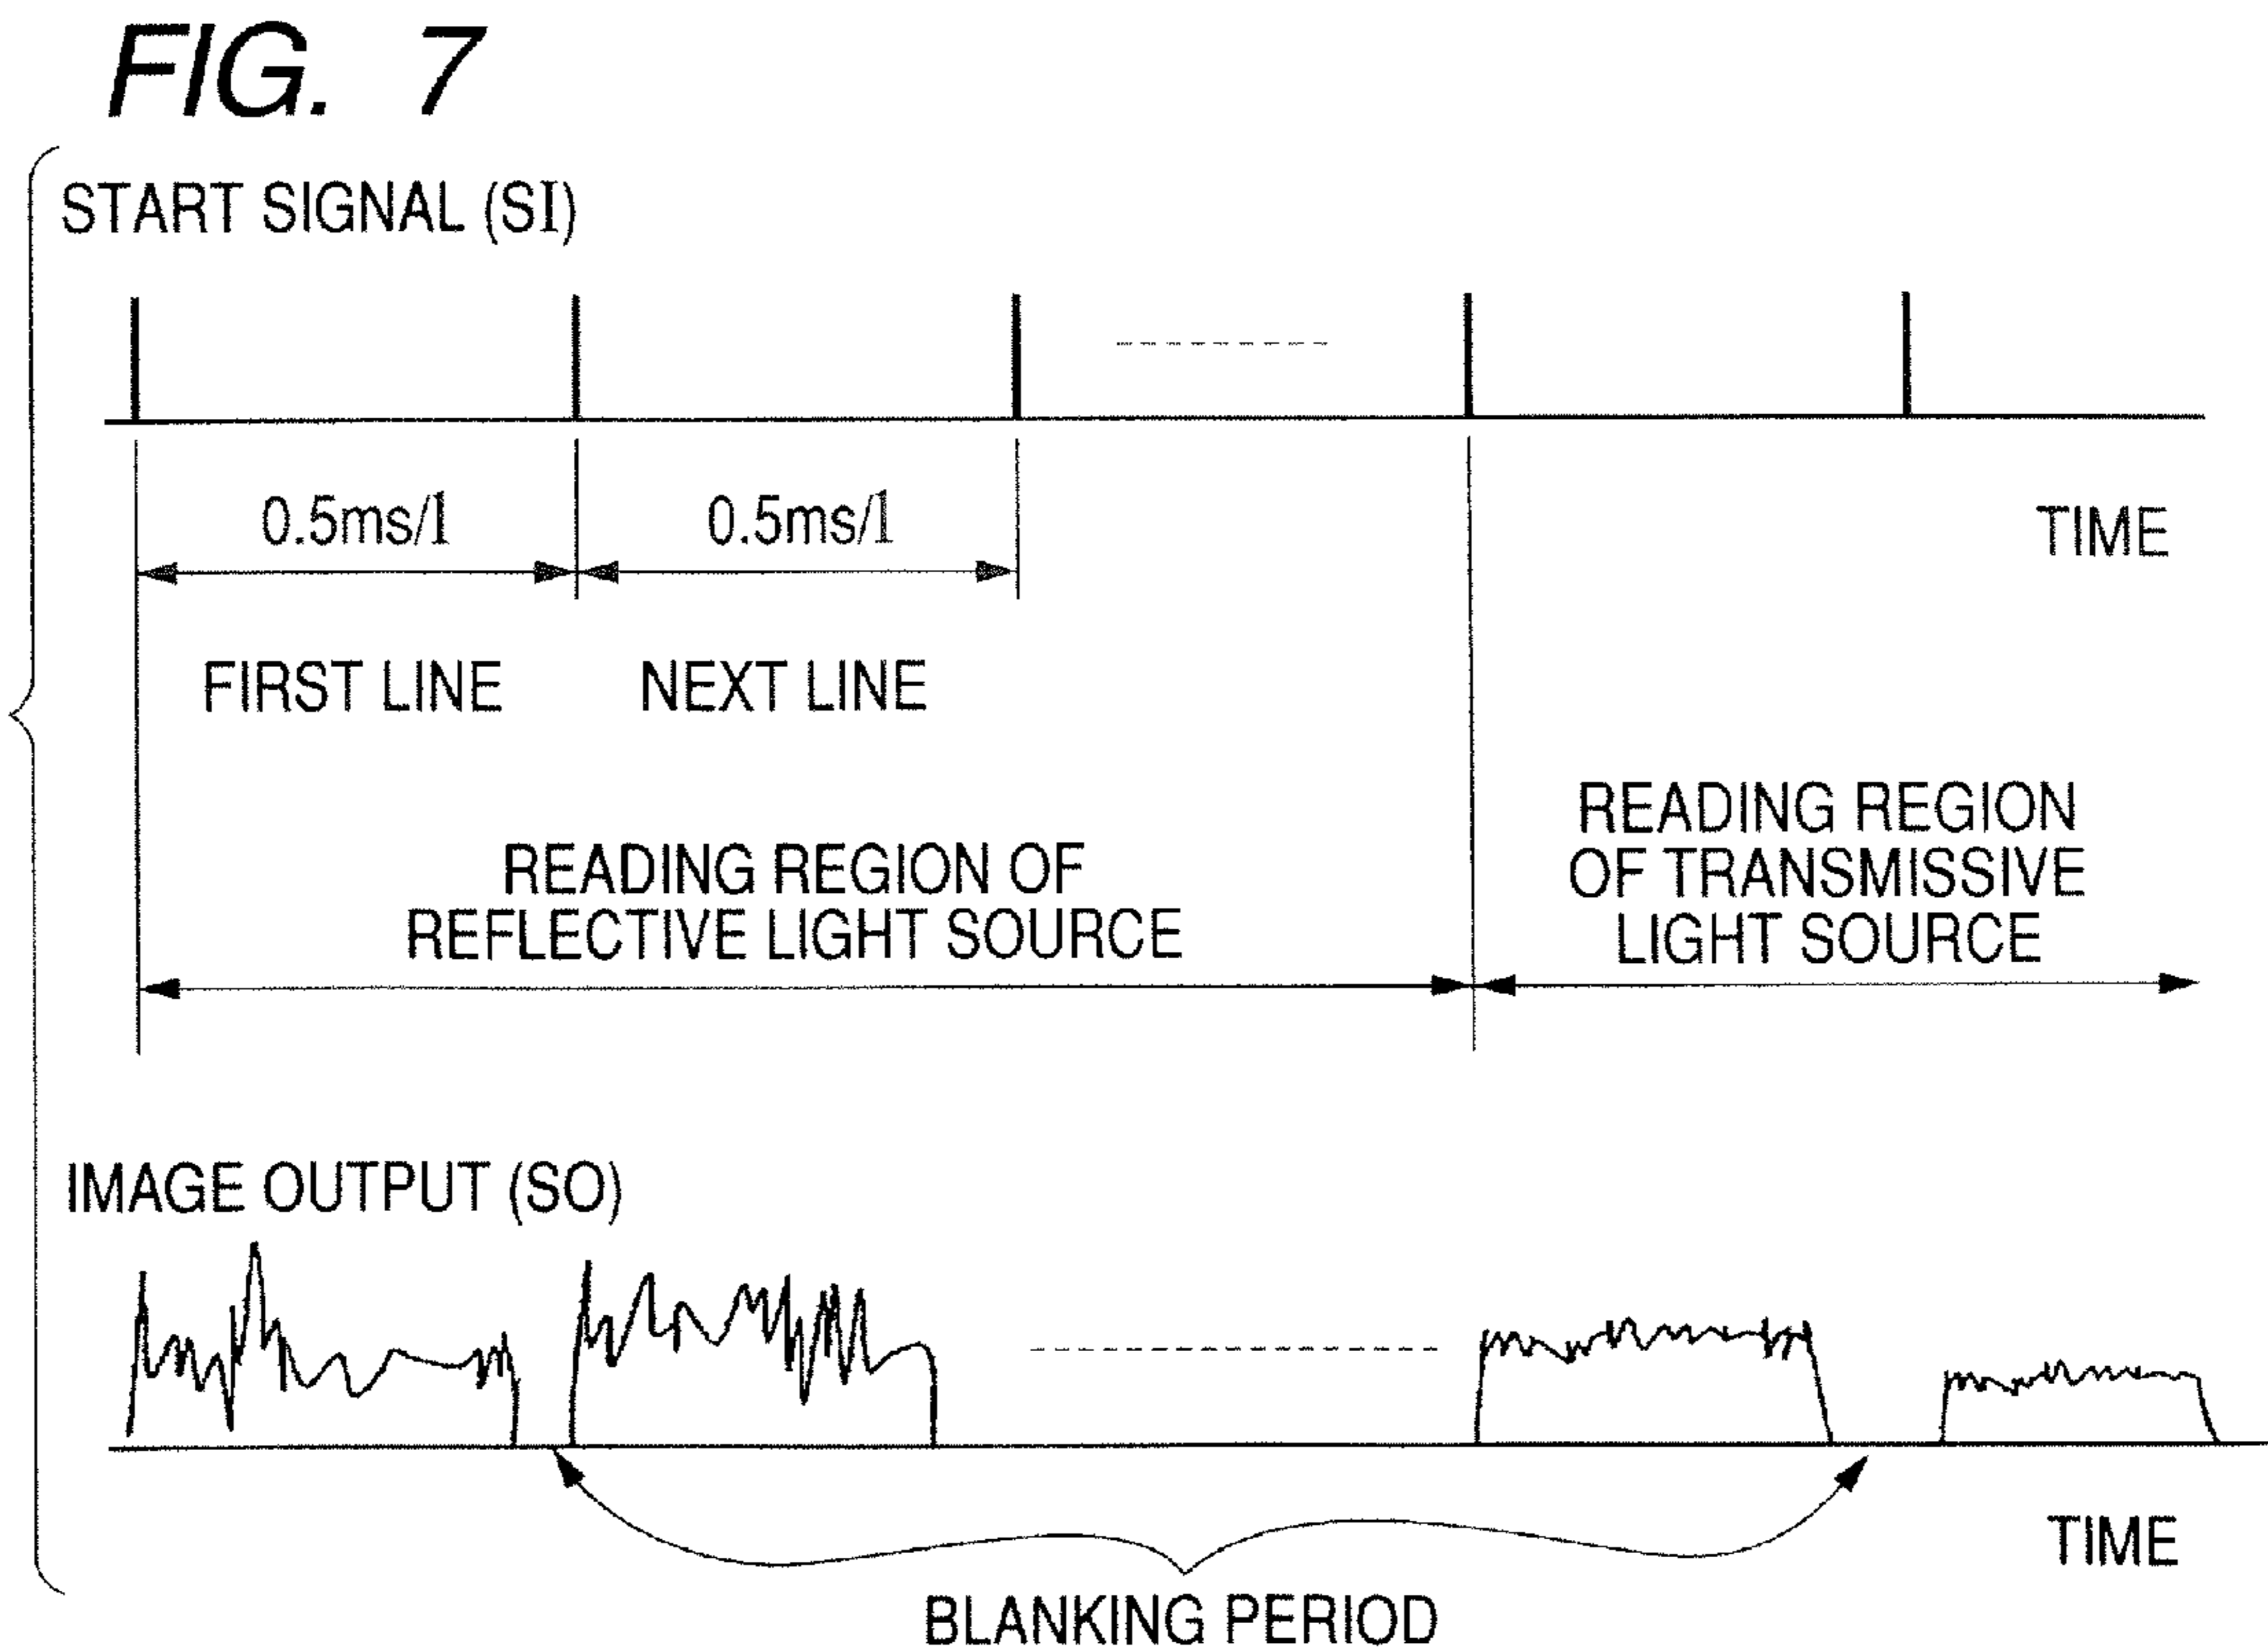 FIG. 7
START SIGNAL (SI)
0.5ms/l
0.5ms/l
TIME
FIRST LINE
NEXT LINE
READING REGION OF
REFLECTIVE LIGHT SOURCE
READING REGION
OF TRANSMISSIVE
LIGHT SOURCE
IMAGE OUTPUT (SO)
TIME
BLANKING PERIOD